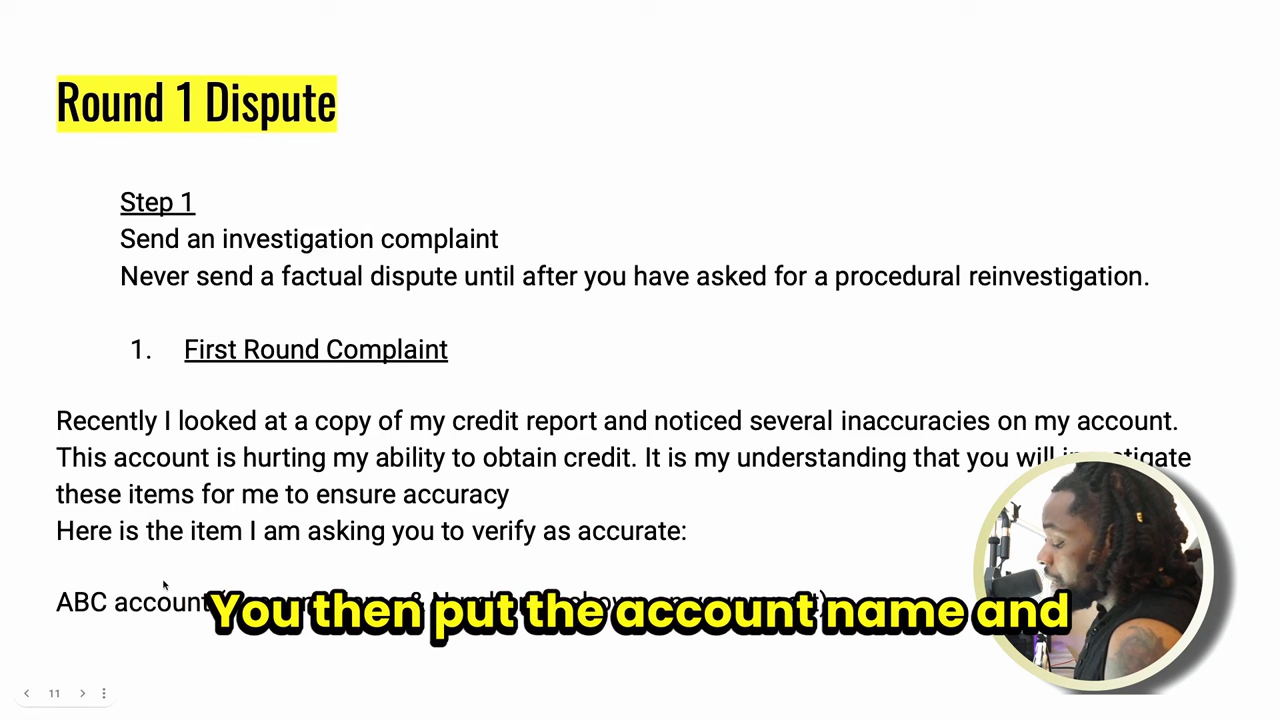 Round 1 Dispute
Step 1
Send an investigation complaint
Never send a factual dispute until after you have asked for a procedural reinvestigation.
1. First Round Complaint
Recently I looked at a copy of my credit report and noticed several inaccuracies on my account.
This account is hurting my ability to obtain credit. It is my understanding that you will investigate
these items for me to ensure accuracy
Here is the item I am asking you to verify as accurate:
ABC account
You then put the account name and
11